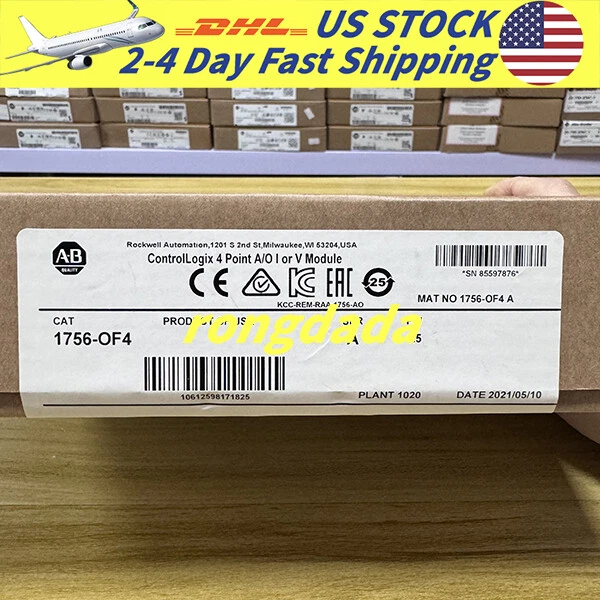 DHL US STOCK
2-4 Day Fast Shipping
A-B
QUALITY
Rockwell Automation,1201 S 2nd St,Milwaukee,WI 53204,USA
ControlLogix 4 Point A/O I or V Module
*SN 85597876*
CE
EAC
25
KCC-REM-RAA-1756-AO
MAT NO 1756-OF4 A
CAT
1756-OF4
A
rongdada
10612598171825
PLANT 1020
DATE 2021/05/10